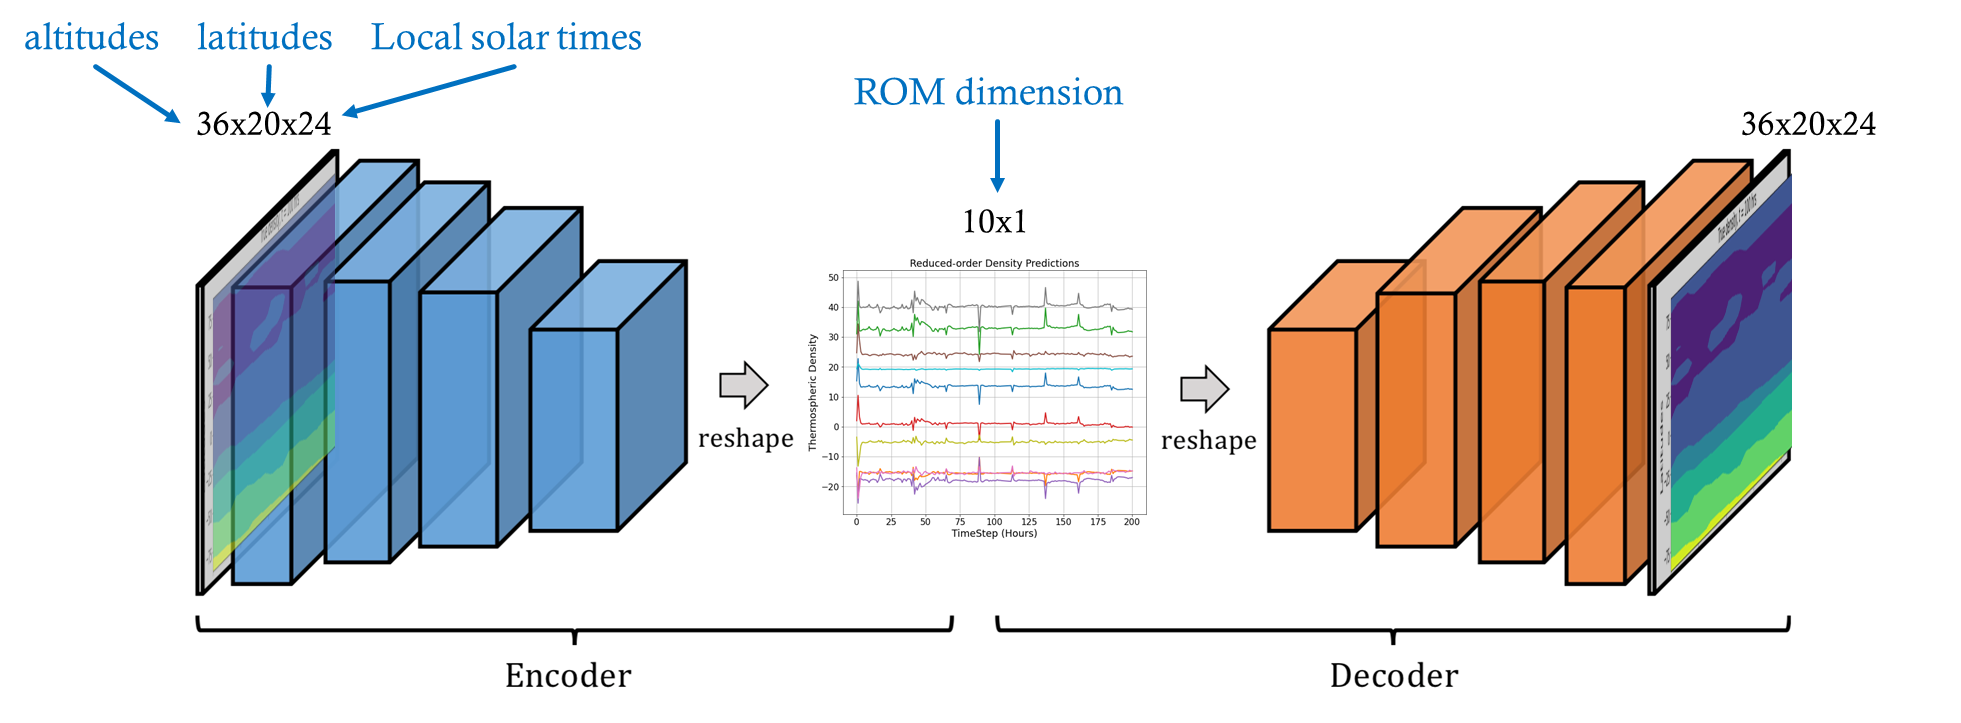 altitudes latitudes Local solar times
36x20x24
ROM dimension
10x1
36x20x24
Reduced-order Density Predictions
Thermospheric Density
50
40
30
20
10
0
−10
−20
0 25 50 75 100 125 150 175 200
TimeStep (Hours)
reshape
reshape
Latitudes
Encoder
Decoder